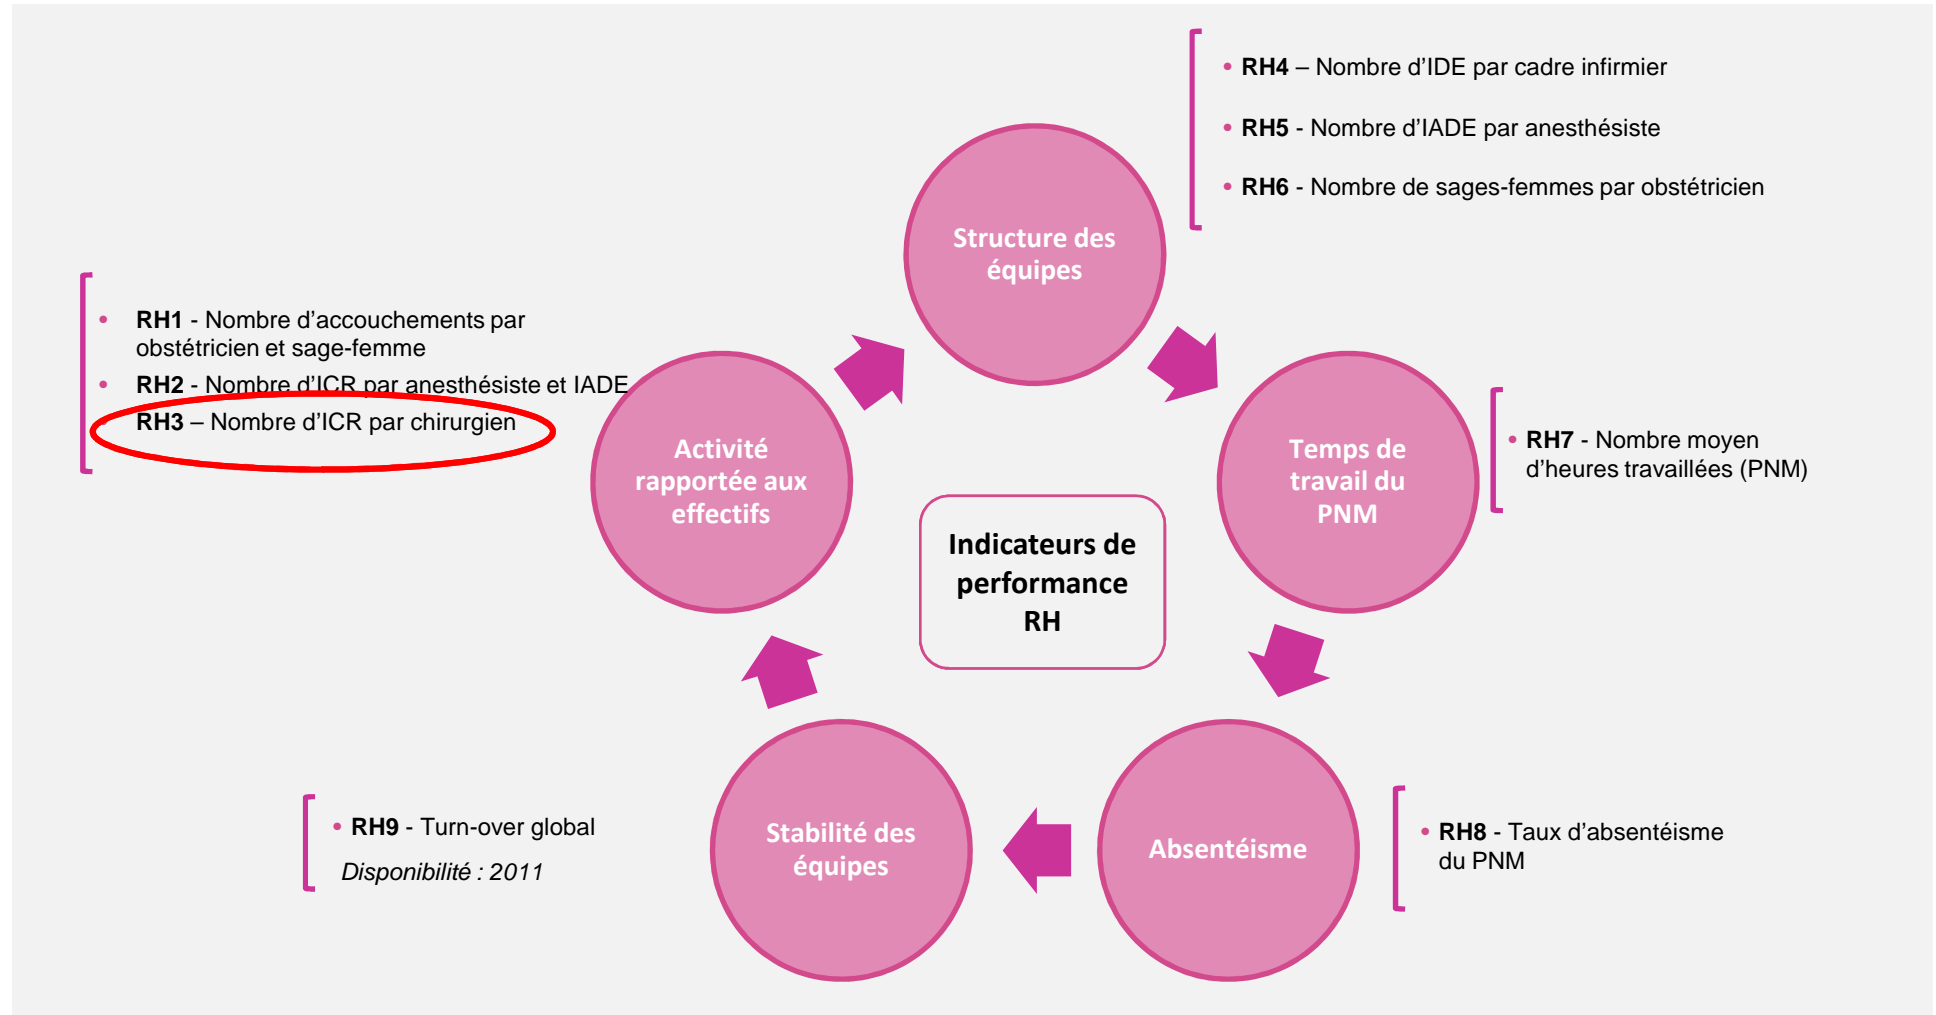 • RH4 – Nombre d’IDE par cadre infirmier
• RH5 - Nombre d’IADE par anesthésiste
• RH6 - Nombre de sages-femmes par obstétricien
Structure des
équipes
• RH1 - Nombre d’accouchements par
obstétricien et sage-femme
• RH2 - Nombre d’ICR par anesthésiste et IADE
• RH3 – Nombre d’ICR par chirurgien
Activité
rapportée aux
effectifs
Temps de
travail du
PNM
• RH7 - Nombre moyen
d’heures travaillées (PNM)
Indicateurs de
performance
RH
• RH9 - Turn-over global
Disponibilité : 2011
Stabilité des
équipes
Absentéisme
• RH8 - Taux d’absentéisme
du PNM